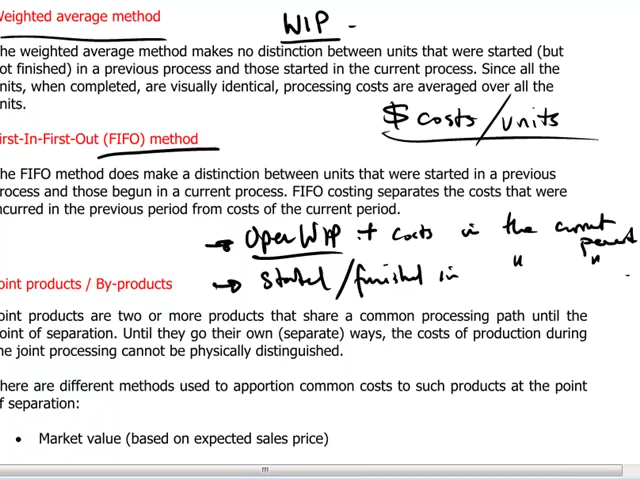 Weighted average method
WIP -
The weighted average method makes no distinction between units that were started (but
not finished) in a previous process and those started in the current process. Since all the
units, when completed, are visually identical, processing costs are averaged over all the
units.
$ costs/units
First-In-First-Out (FIFO) method
The FIFO method does make a distinction between units that were started in a previous
process and those begun in a current process. FIFO costing separates the costs that were
incurred in the previous period from costs of the current period.
→ Open WIP + costs in the current
period
→ started/finished in " "
Joint products / By-products
Joint products are two or more products that share a common processing path until the
point of separation. Until they go their own (separate) ways, the costs of production during
the joint processing cannot be physically distinguished.
There are different methods used to apportion common costs to such products at the point
of separation:
• Market value (based on expected sales price)